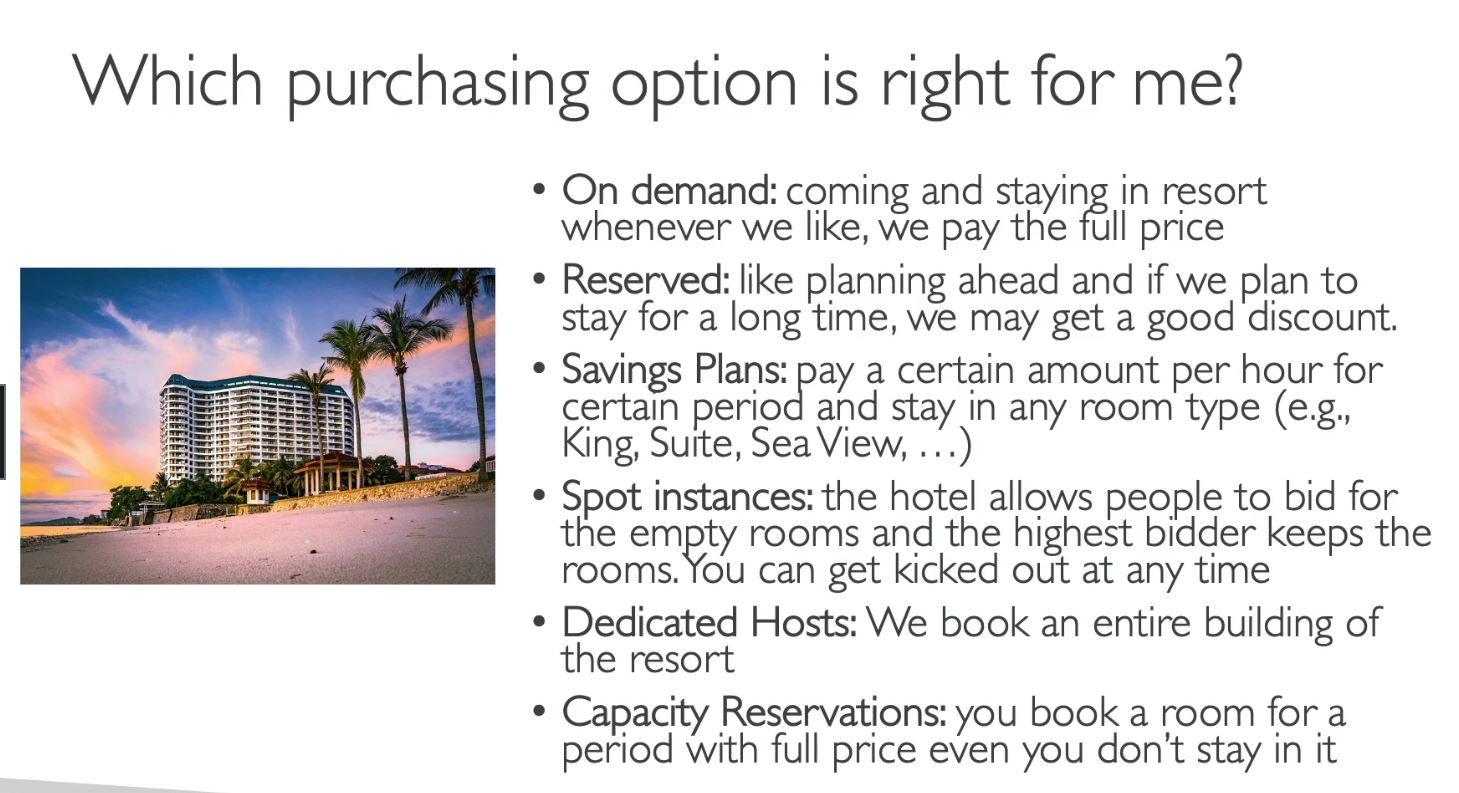 Which purchasing option is right for me?
• On demand: coming and staying in resort
whenever we like, we pay the full price
• Reserved: like planning ahead and if we plan to
stay for a long time, we may get a good discount.
• Savings Plans: pay a certain amount per hour for
certain period and stay in any room type (e.g.,
King, Suite, Sea View, …)
• Spot instances: the hotel allows people to bid for
the empty rooms and the highest bidder keeps the
rooms. You can get kicked out at any time
• Dedicated Hosts: We book an entire building of
the resort
• Capacity Reservations: you book a room for a
period with full price even you don’t stay in it